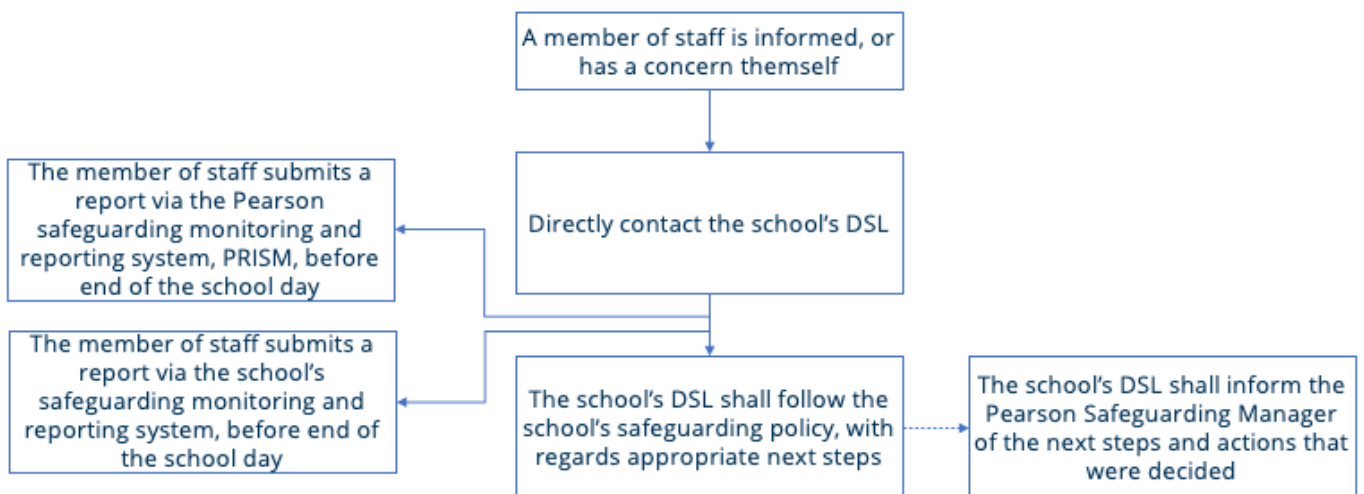 A member of staff is informed, or
has a concern themself
Directly contact the school's DSL
The member of staff submits a
report via the Pearson
safeguarding monitoring and
reporting system, PRISM, before
end of the school day
The member of staff submits a
report via the school's
safeguarding monitoring and
reporting system, before end of
the school day
The school's DSL shall follow the
school's safeguarding policy, with
regards appropriate next steps
The school's DSL shall inform the
Pearson Safeguarding Manager
of the next steps and actions that
were decided